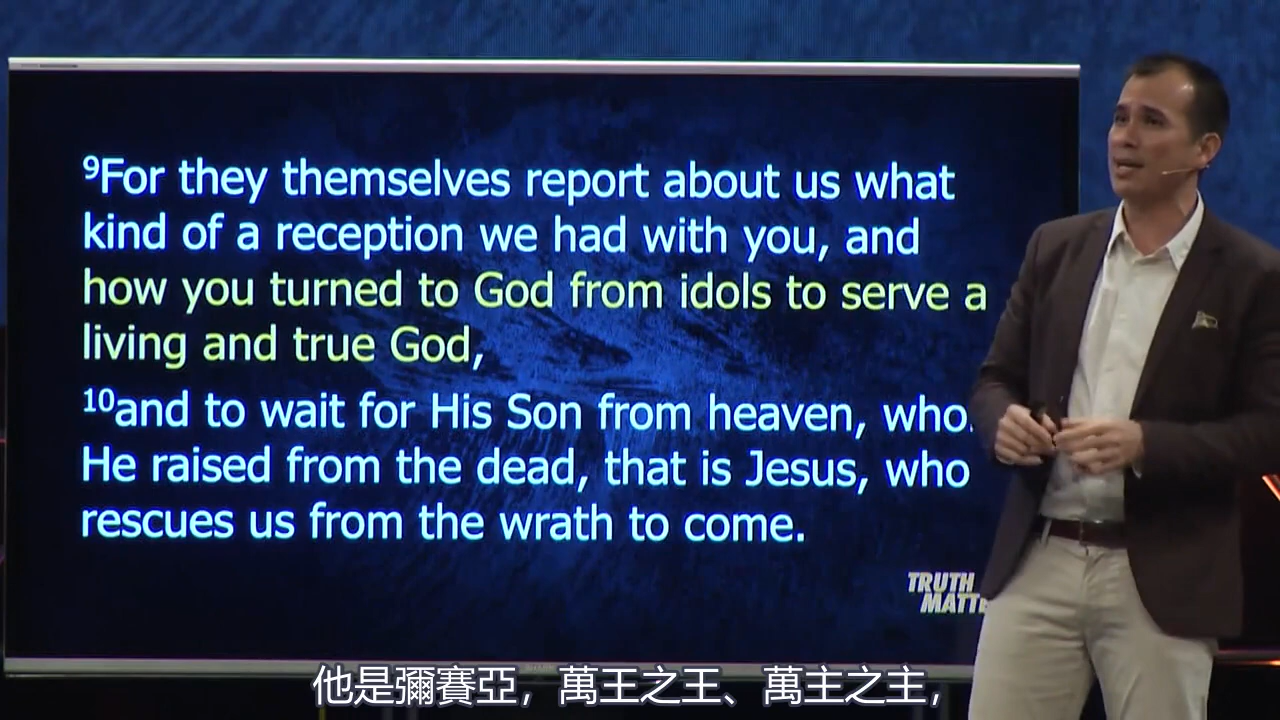 ⁹For they themselves report about us what
kind of a reception we had with you, and
how you turned to God from idols to serve a
living and true God,
¹⁰and to wait for His Son from heaven, who
He raised from the dead, that is Jesus, who
rescues us from the wrath to come.
TRUTH
MATTE
他是彌賽亞，萬王之王、萬主之主，